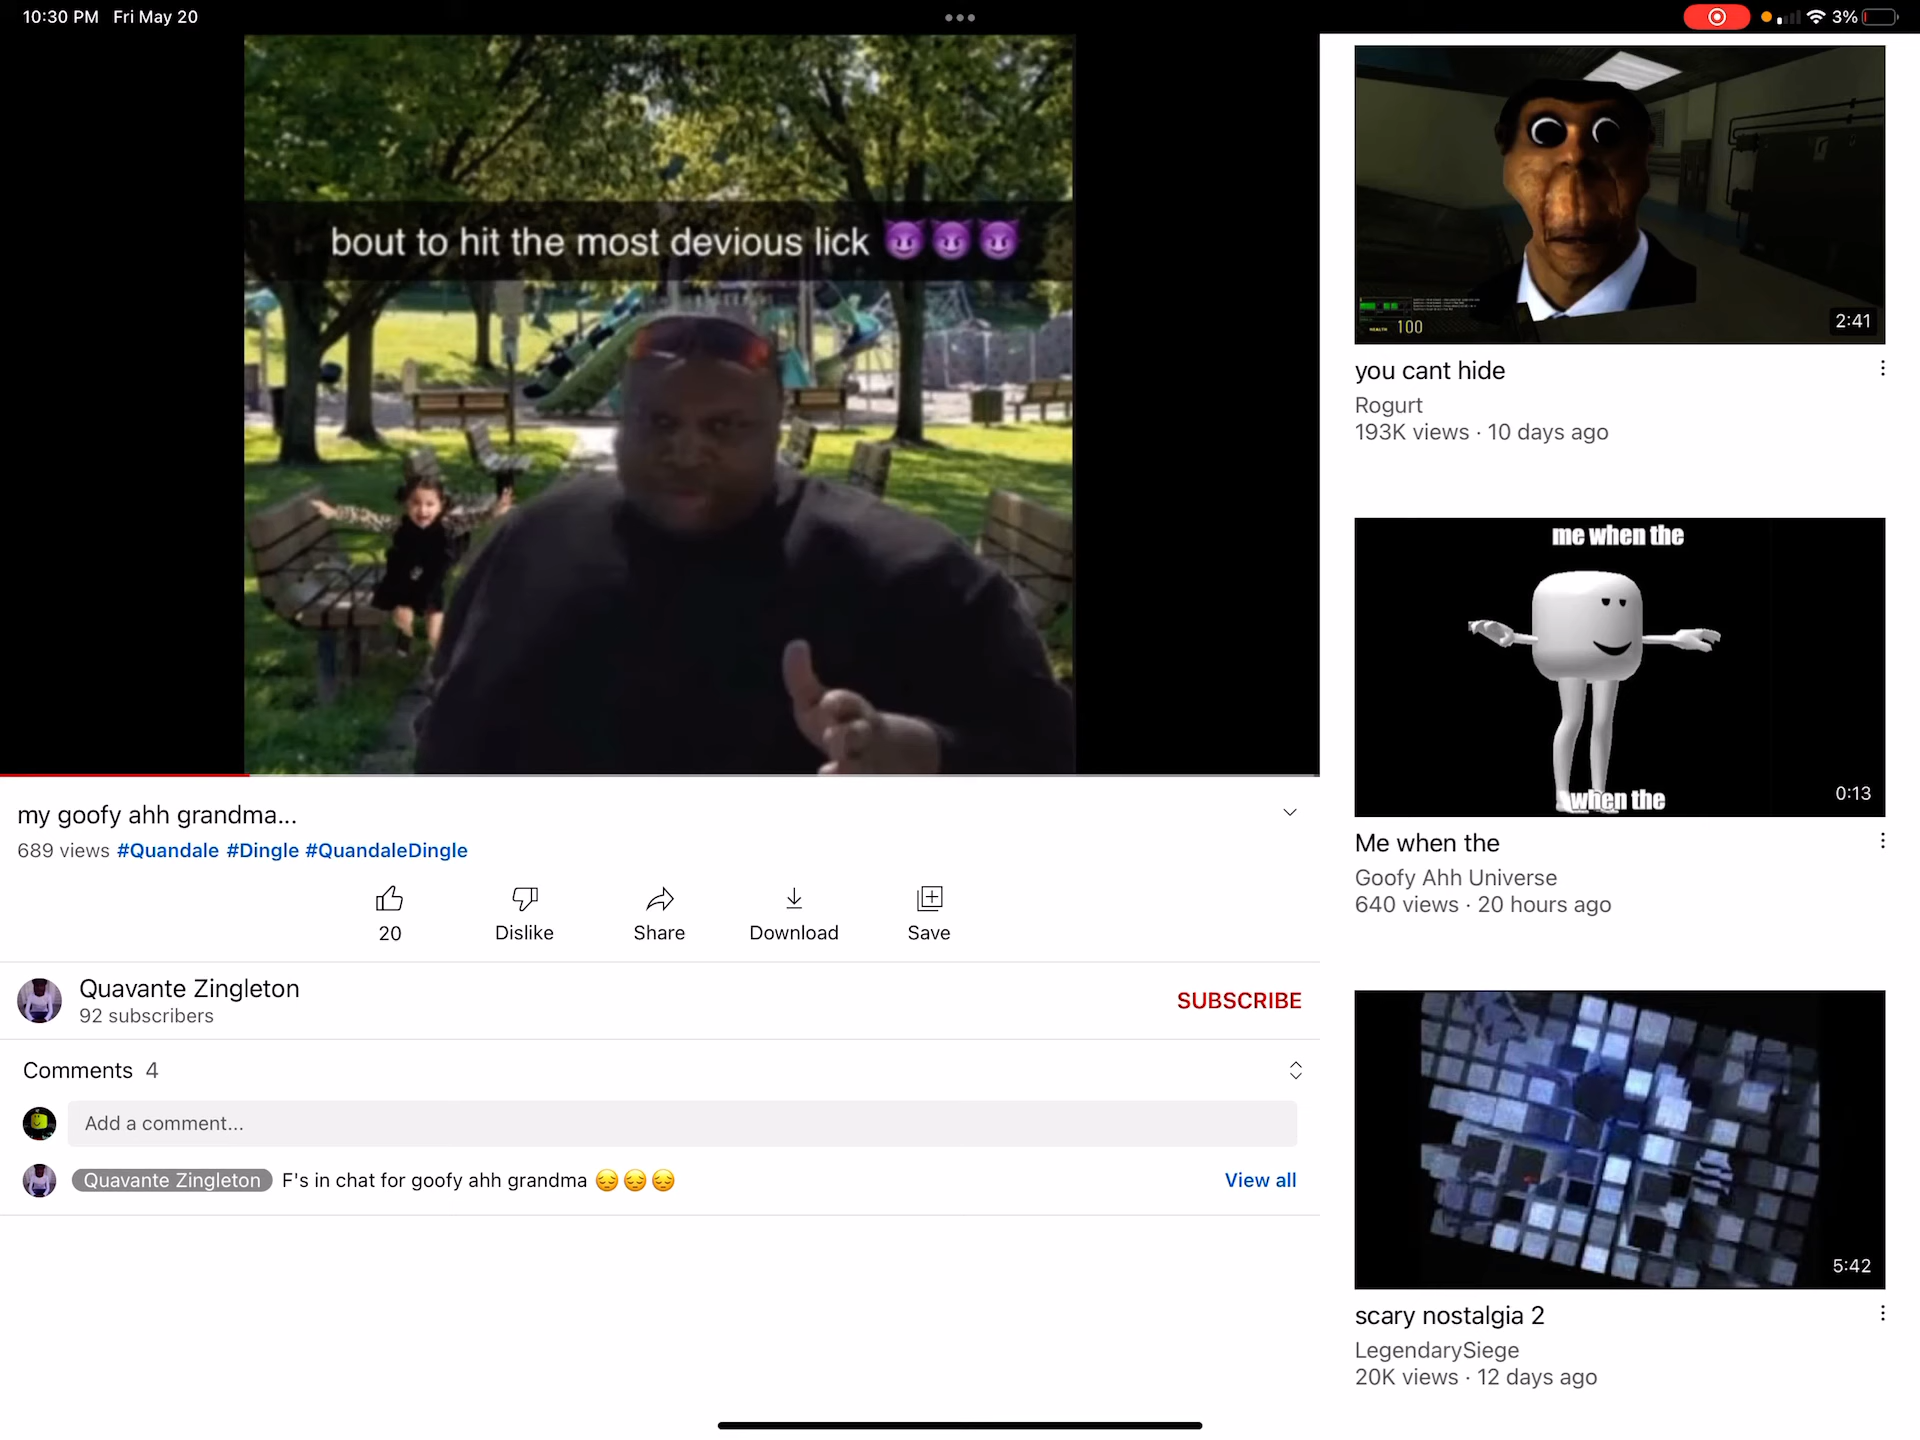 10:30 PM Fri May 20
3%
bout to hit the most devious lick 😈😈😈
my goofy ahh grandma...
689 views #Quandale #Dingle #QuandaleDingle
20
Dislike
Share
Download
Save
Quavante Zingleton
92 subscribers
SUBSCRIBE
Comments 4
Add a comment...
Quavante Zingleton F's in chat for goofy ahh grandma 😔😔😔
View all
HEALTH 100
2:41
you cant hide
Rogurt
193K views · 10 days ago
me when the
when the
0:13
Me when the
Goofy Ahh Universe
640 views · 20 hours ago
5:42
scary nostalgia 2
LegendarySiege
20K views · 12 days ago